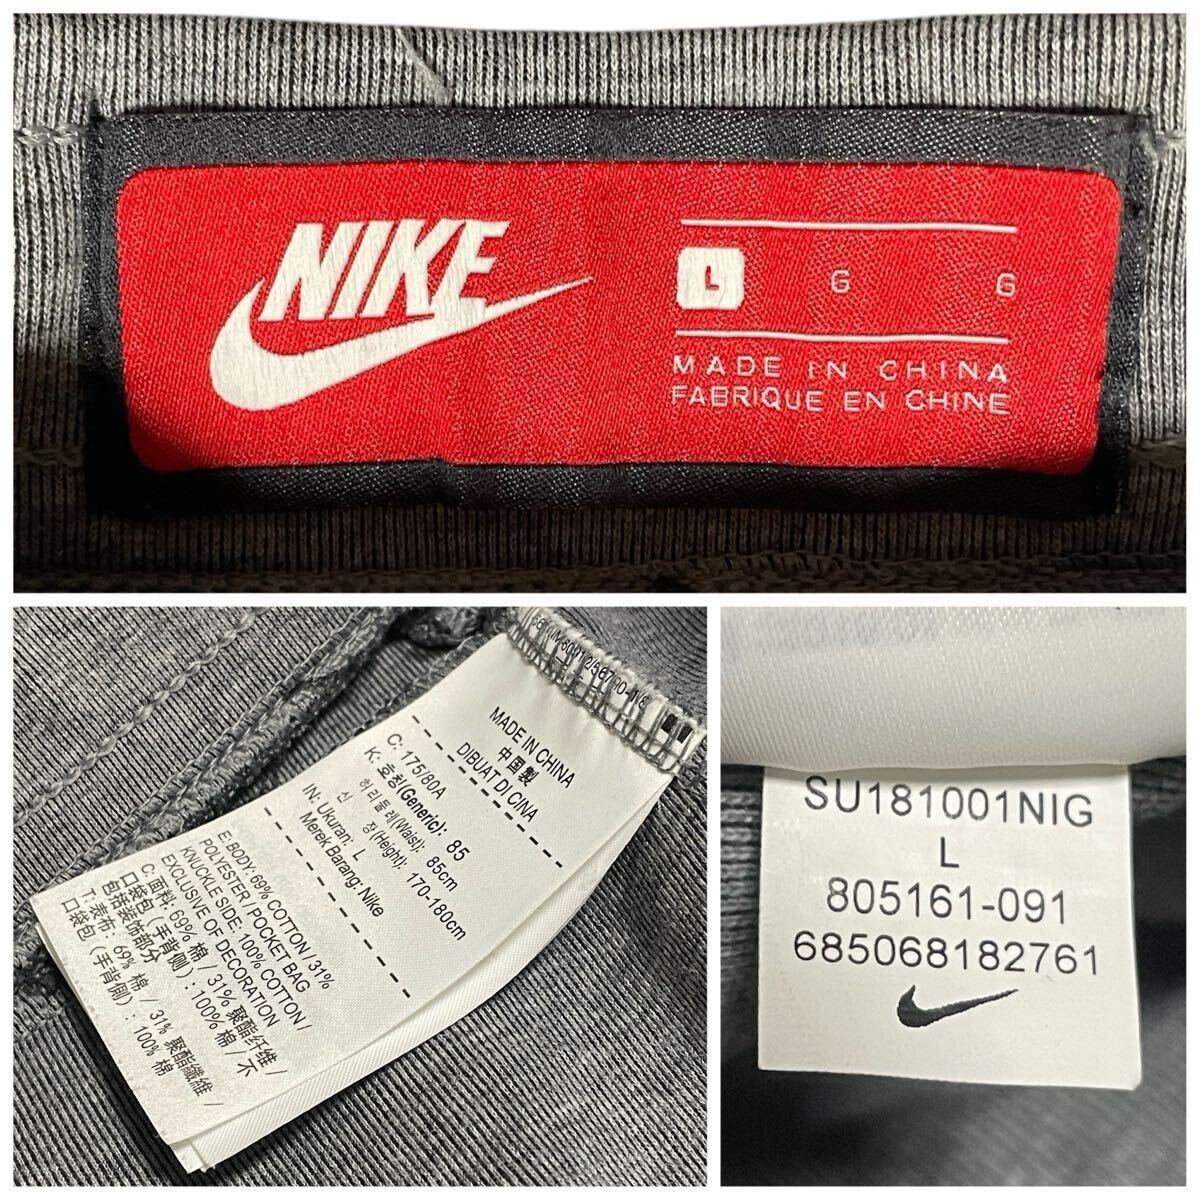 NIKE
L G G
MADE IN CHINA
FABRIQUE EN CHINE
MADE IN CHINA
中国製
DIBUAT DI CINA
C: 175/80A
K: 호칭(Generic): 85
허리둘레(Waist): 85cm
신 장(Height): 170-180cm
IN: Ukuran: L
Merek Barang: Nike
E:BODY: 69% COTTON / 31%
POLYESTER / POCKET BAG
KNUCKLE SIDE: 100% COTTON /
EXCLUSIVE OF DECORATION
C: 面料: 69% 棉 / 31% 聚酯纤维 /
口袋包 (手背侧) : 100% 棉 / 不
包括装饰部分
T: 表布: 69% 棉 / 31% 聚酯纖維 /
口袋包 (手背側) : 100% 棉
SU181001NIG
L
805161-091
685068182761